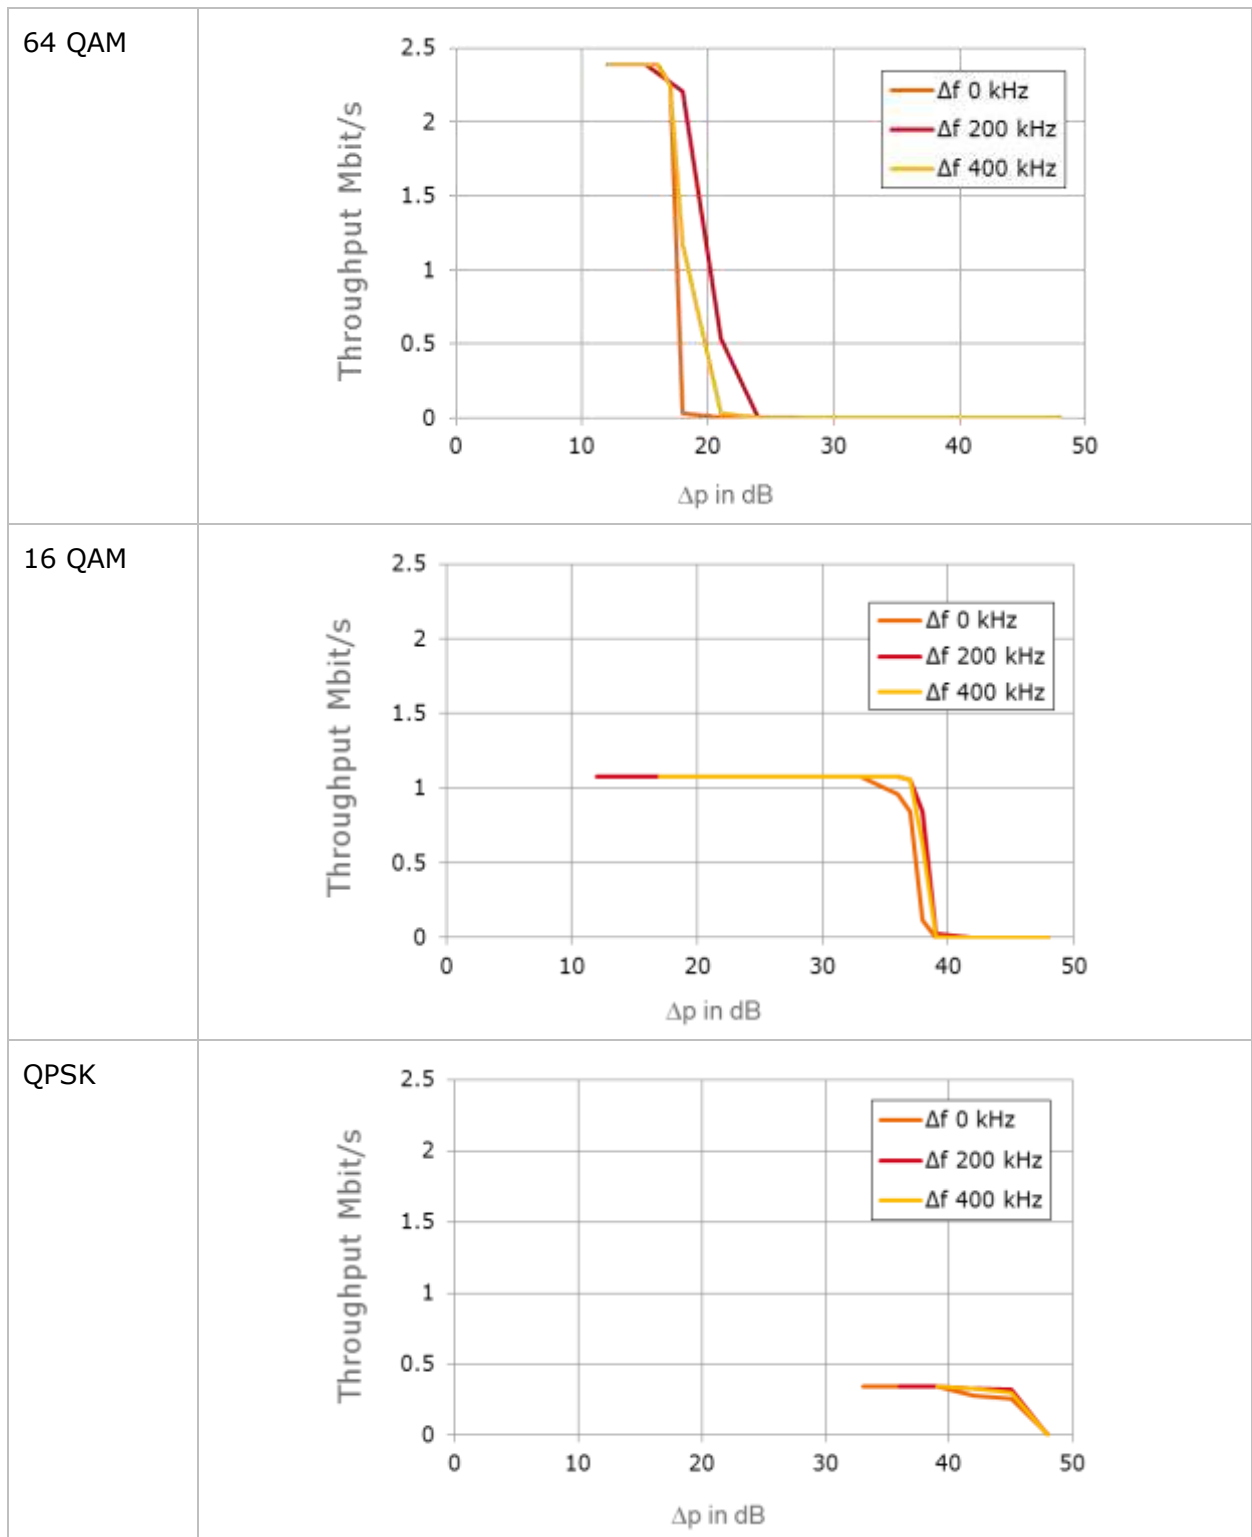 64 QAM
2.5
2
1.5
1
0.5
0
0 10 20 30 40 50
Throughput Mbit/s
Δp in dB
Δf 0 kHz
Δf 200 kHz
Δf 400 kHz
16 QAM
2.5
2
1.5
1
0.5
0
0 10 20 30 40 50
Throughput Mbit/s
Δp in dB
Δf 0 kHz
Δf 200 kHz
Δf 400 kHz
QPSK
2.5
2
1.5
1
0.5
0
0 10 20 30 40 50
Throughput Mbit/s
Δp in dB
Δf 0 kHz
Δf 200 kHz
Δf 400 kHz